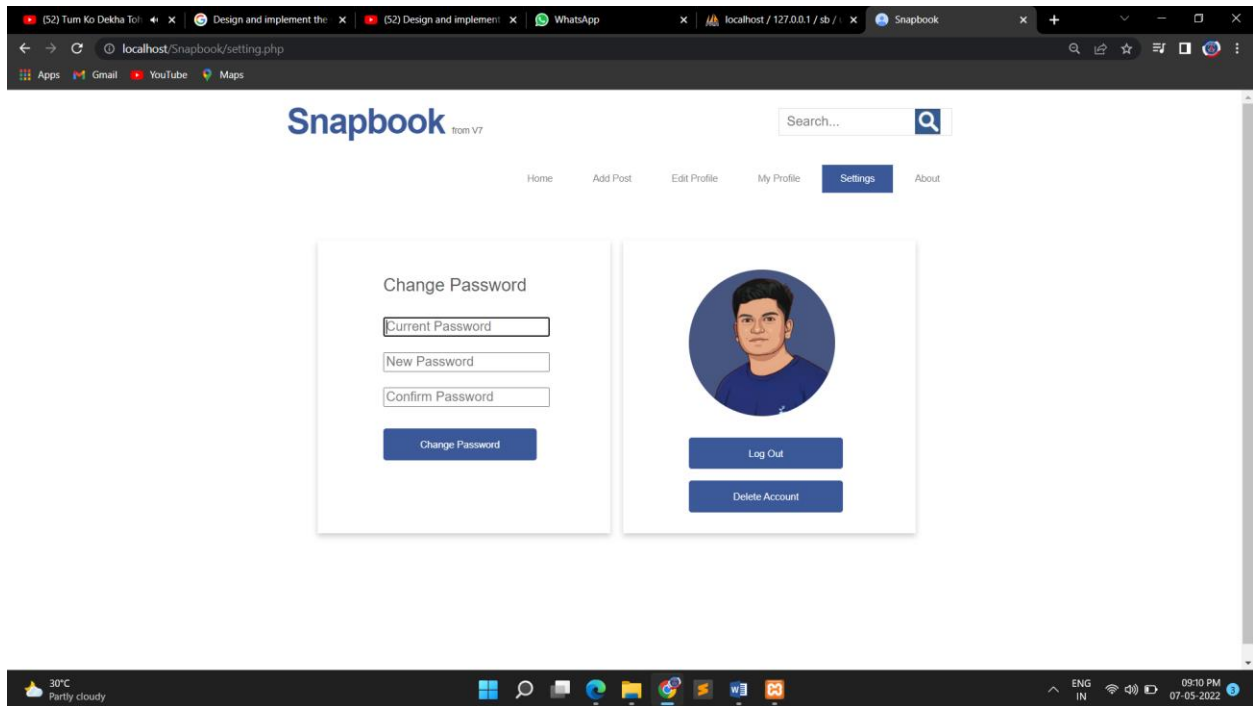 (52) Tum Ko Dekha Toh
Design and implement the
(52) Design and implement
WhatsApp
localhost / 127.0.0.1 / sb /
Snapbook
localhost/Snapbook/setting.php
Apps Gmail YouTube Maps
Snapbook from V7
Search...
Home Add Post Edit Profile My Profile Settings About
Change Password
Current Password
New Password
Confirm Password
Change Password
Log Out
Delete Account
30°C
Partly cloudy
ENG
IN
09:10 PM
07-05-2022
3